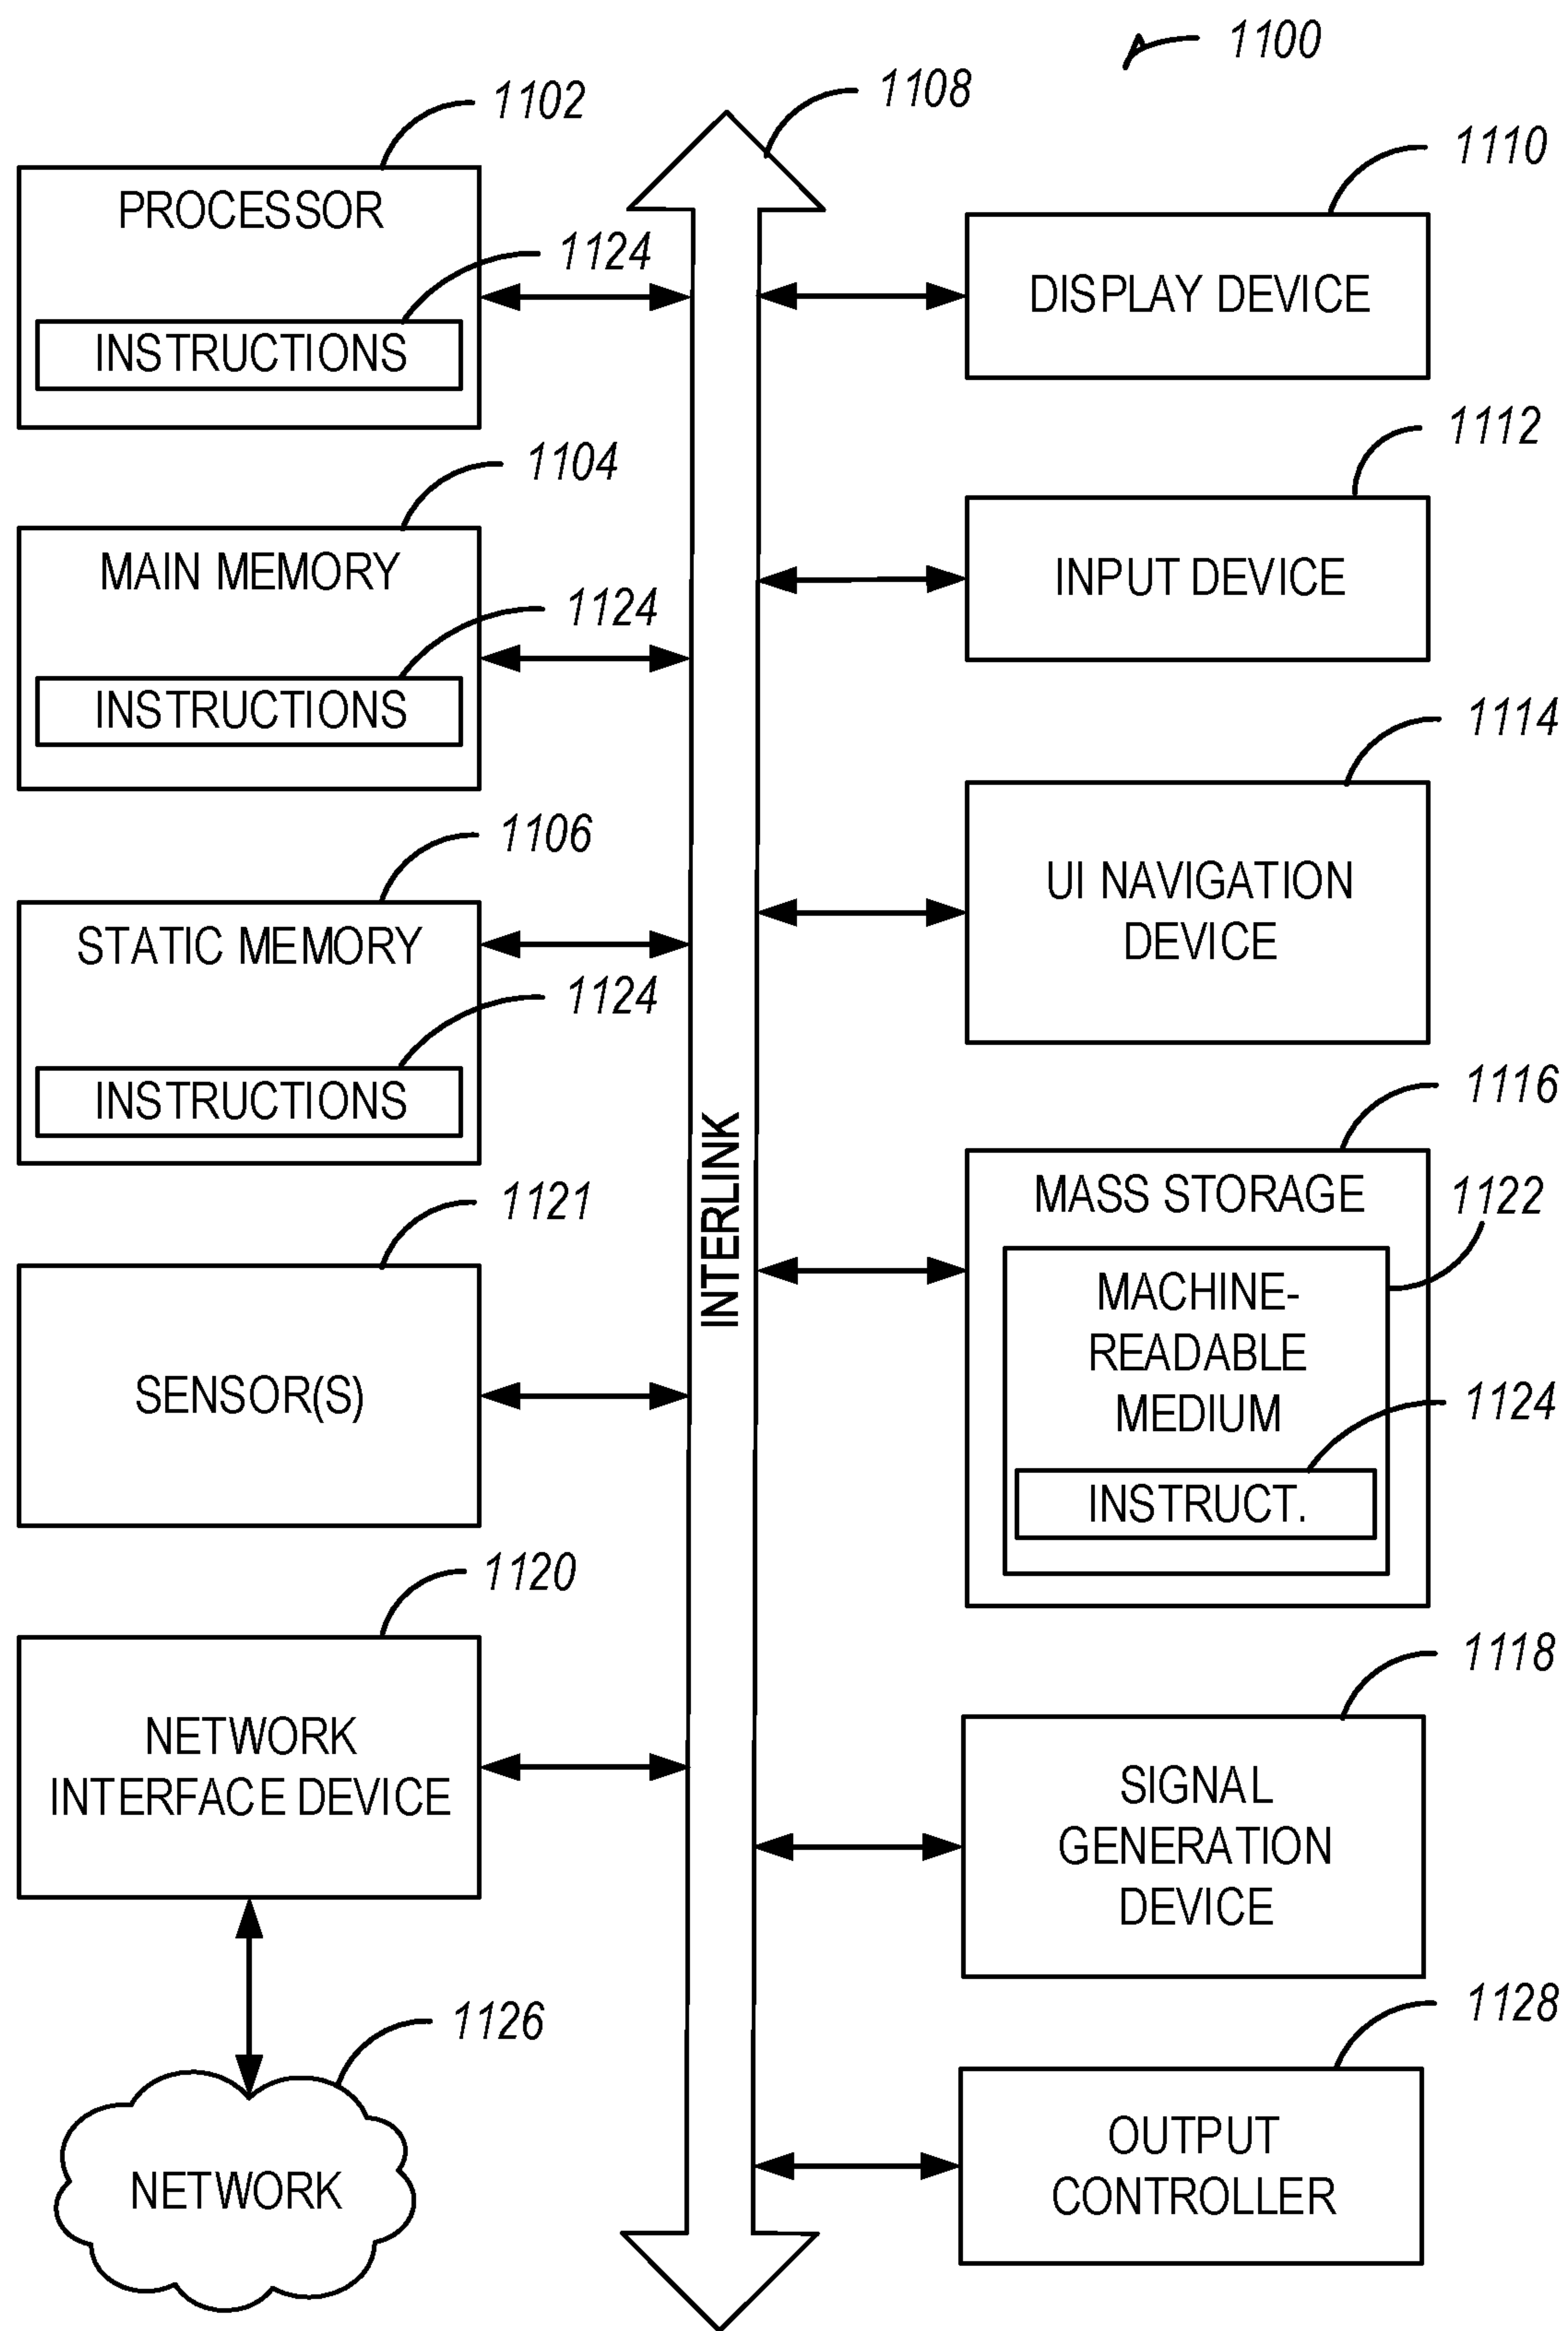 1100
1108
1102
PROCESSOR
1124
INSTRUCTIONS
1104
MAIN MEMORY
1124
INSTRUCTIONS
1106
STATIC MEMORY
1124
INSTRUCTIONS
1121
SENSOR(S)
1120
NETWORK
INTERFACE DEVICE
1126
NETWORK
INTERLINK
1110
DISPLAY DEVICE
1112
INPUT DEVICE
1114
UI NAVIGATION
DEVICE
1116
MASS STORAGE
1122
MACHINE-
READABLE
MEDIUM
1124
INSTRUCT.
1118
SIGNAL
GENERATION
DEVICE
1128
OUTPUT
CONTROLLER